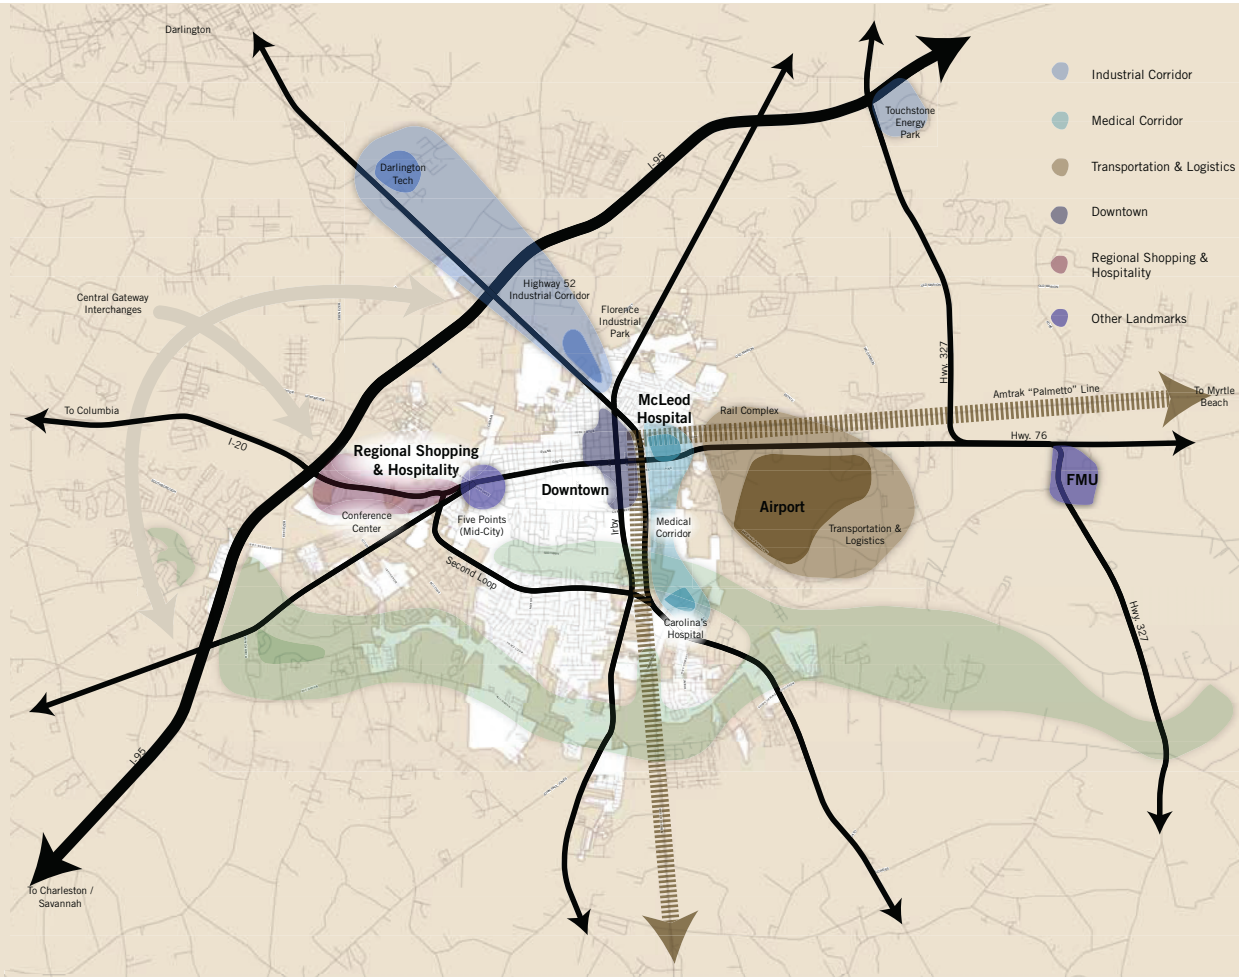 Darlington
Industrial Corridor
Medical Corridor
Transportation & Logistics
Downtown
Regional Shopping &
Hospitality
Other Landmarks
Touchstone
Energy
Park
I-95
Darlington
Tech
Highway 52
Industrial Corridor
Central Gateway
Interchanges
Florence
Industrial
Park
Hwy. 327
To Columbia
I-20
McLeod
Hospital
Rail Complex
Amtrak “Palmetto” Line
To Myrtle
Beach
Hwy. 76
Regional Shopping
& Hospitality
Downtown
FMU
Airport
Conference
Center
Five Points
(Mid-City)
Irby
Medical
Corridor
Transportation &
Logistics
Second Loop
Carolina's
Hospital
Hwy. 327
I-95
To Charleston /
Savannah